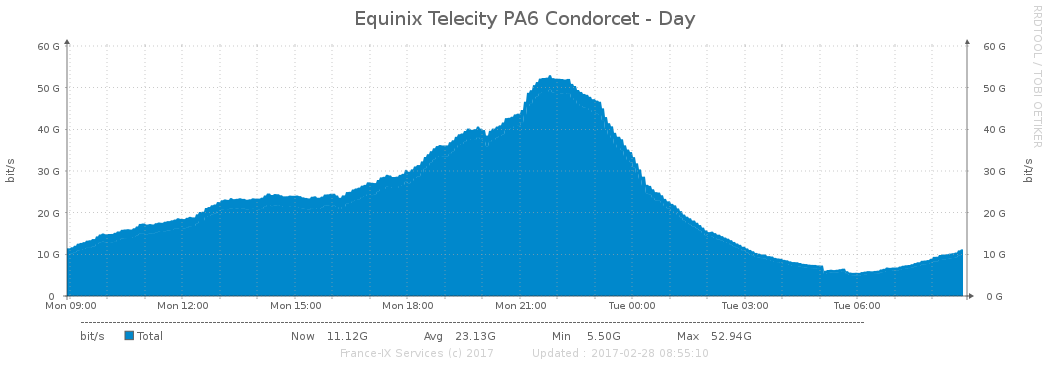 Equinix Telecity PA6 Condorcet - Day
RRDTOOL / TOBI OETIKER
60 G 60 G
50 G 50 G
40 G 40 G
30 G 30 G
20 G 20 G
10 G 10 G
0 0 G
bit/s bit/s
Mon 09:00 Mon 12:00 Mon 15:00 Mon 18:00 Mon 21:00 Tue 00:00 Tue 03:00 Tue 06:00
bit/s Total Now 11.12G Avg 23.13G Min 5.50G Max 52.94G
France-IX Services (c) 2017 Updated : 2017-02-28 08:55:10